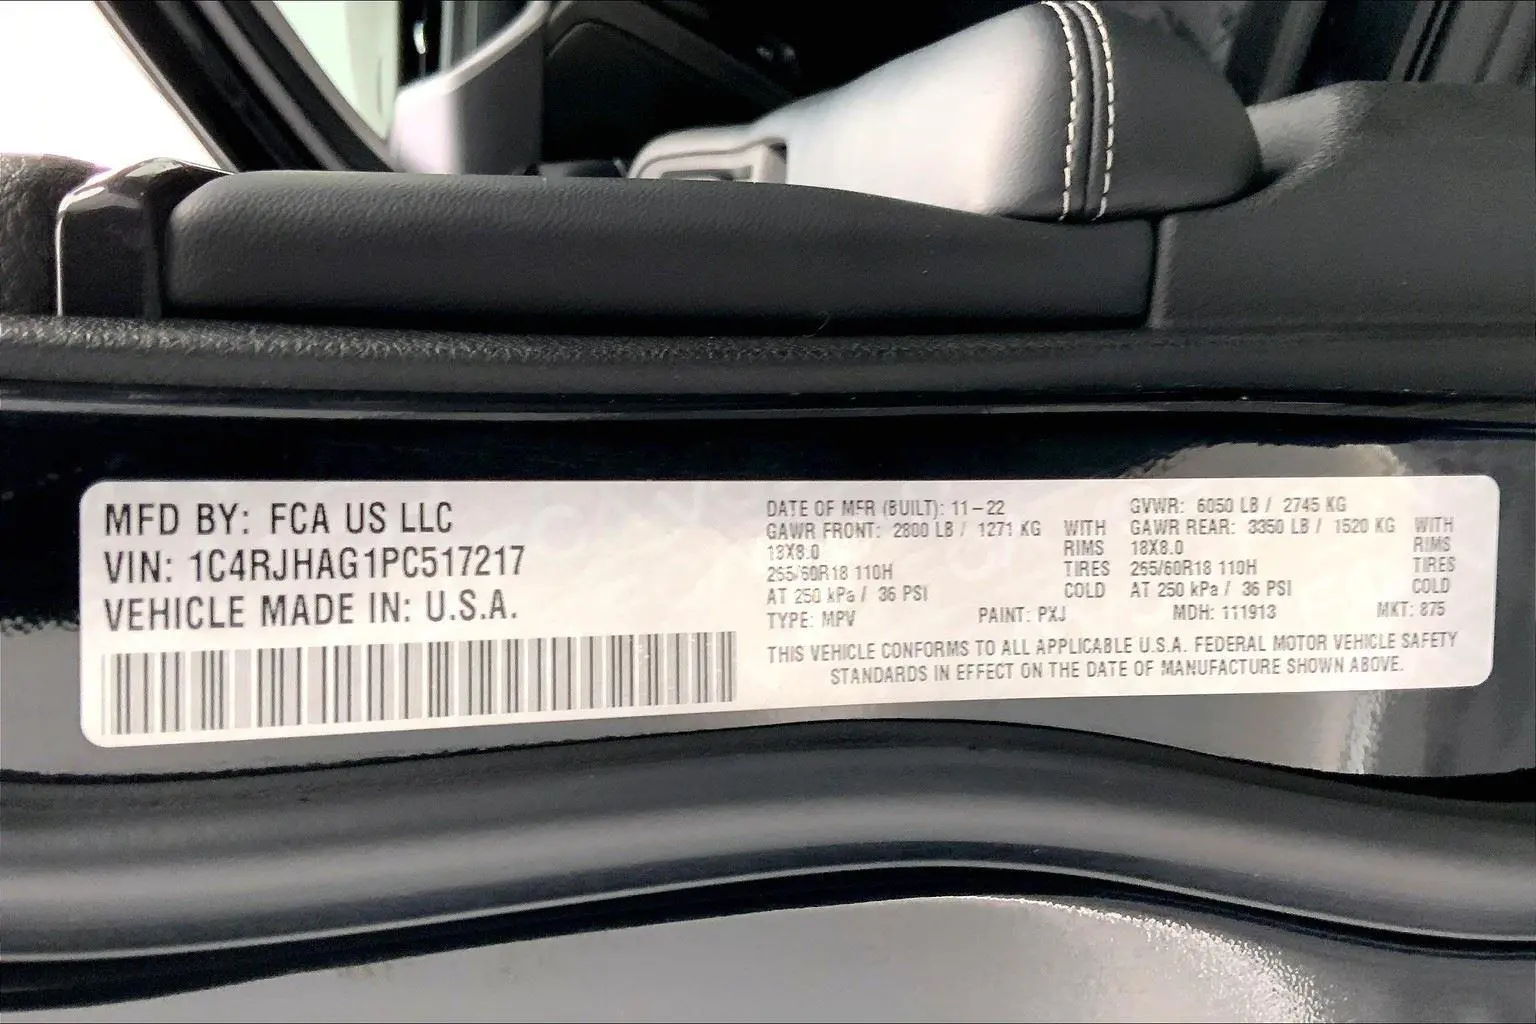 MFD BY: FCA US LLC
VIN: 1C4RJHAG1PC517217
VEHICLE MADE IN: U.S.A.
DATE OF MFR (BUILT): 11-22
GAWR FRONT: 2800 LB / 1271 KG WITH
18X8.0 RIMS
265/60R18 110H TIRES
AT 250 kPa / 36 PSI COLD
GVWR: 6050 LB / 2745 KG
GAWR REAR: 3350 LB / 1520 KG WITH
18X8.0 RIMS
265/60R18 110H TIRES
AT 250 kPa / 36 PSI COLD
TYPE: MPV PAINT: PXJ MDH: 111913 MKT: 875
THIS VEHICLE CONFORMS TO ALL APPLICABLE U.S.A. FEDERAL MOTOR VEHICLE SAFETY
STANDARDS IN EFFECT ON THE DATE OF MANUFACTURE SHOWN ABOVE.